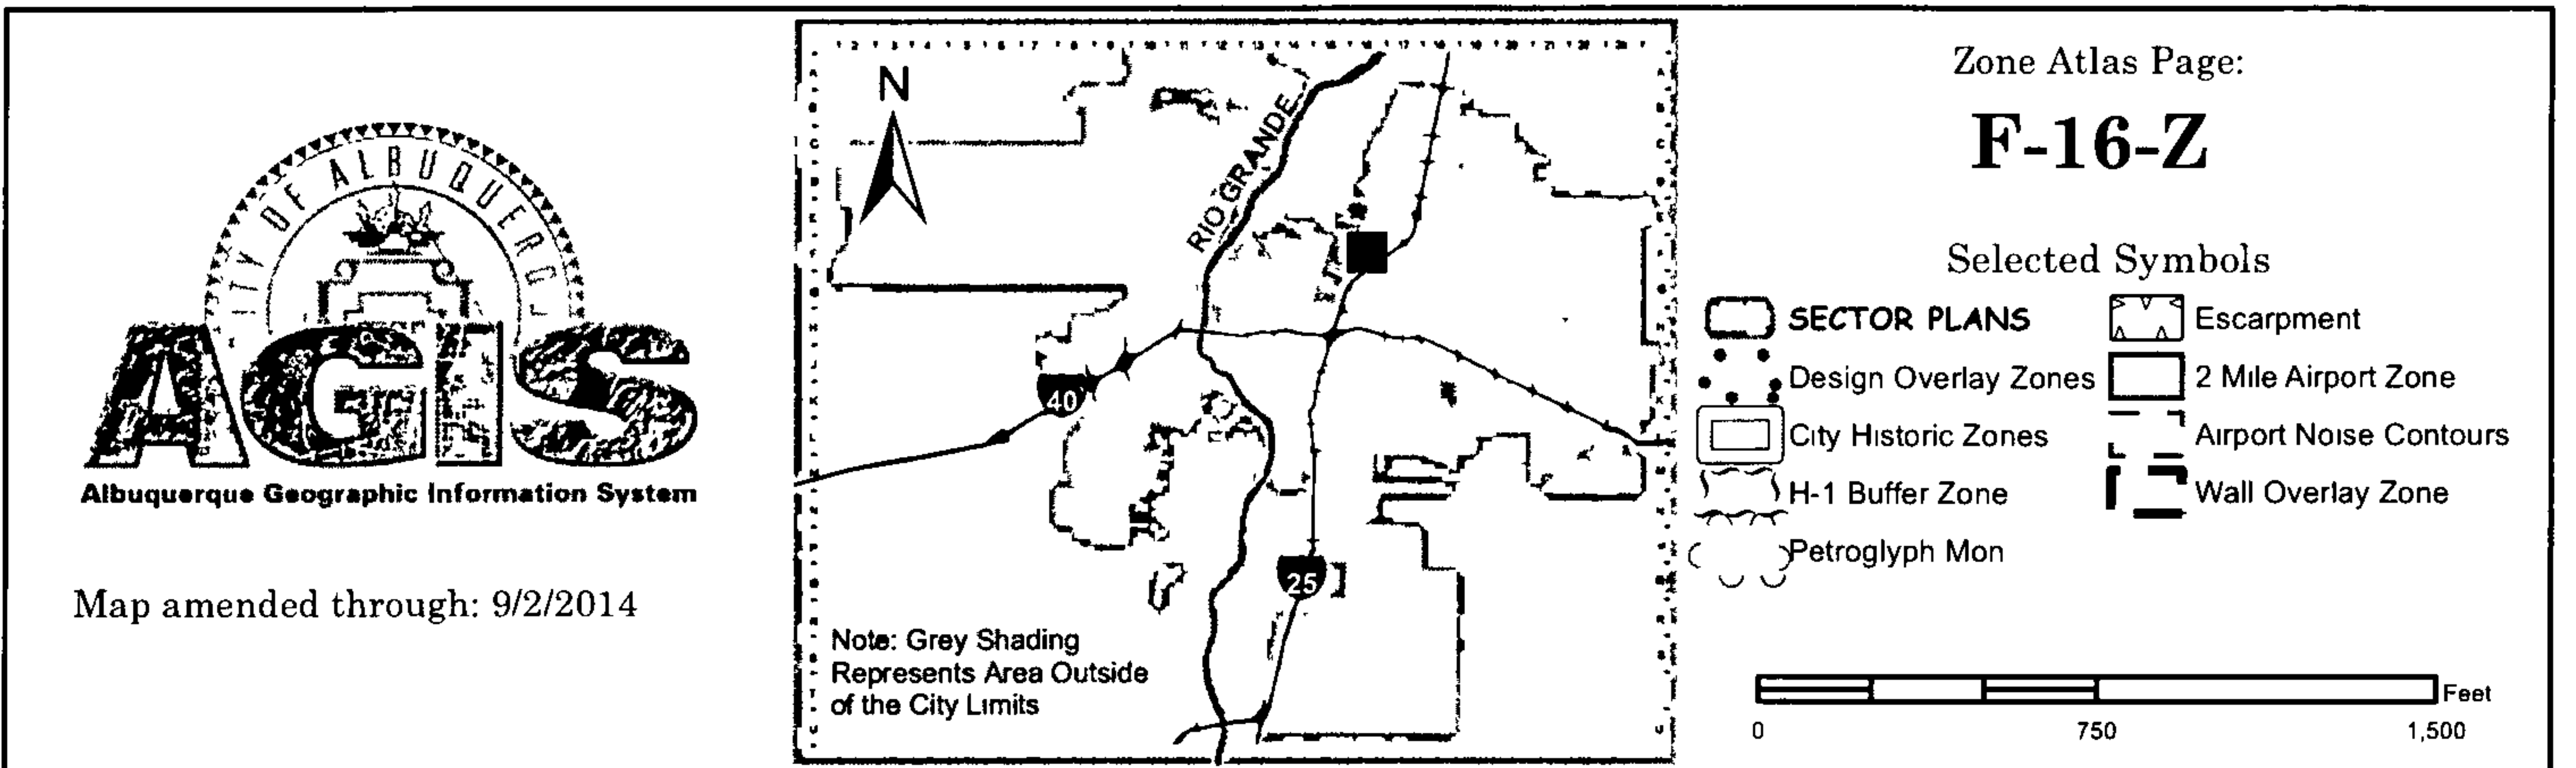 CITY OF ALBUQUERQUE
AGIS
Albuquerque Geographic Information System
Map amended through: 9/2/2014
N
RIO GRANDE
40
25
Note: Grey Shading
Represents Area Outside
of the City Limits
Zone Atlas Page:
F-16-Z
Selected Symbols
SECTOR PLANS
Design Overlay Zones
City Historic Zones
H-1 Buffer Zone
Petroglyph Mon
Escarpment
2 Mile Airport Zone
Airport Noise Contours
Wall Overlay Zone
Feet
0 750 1,500